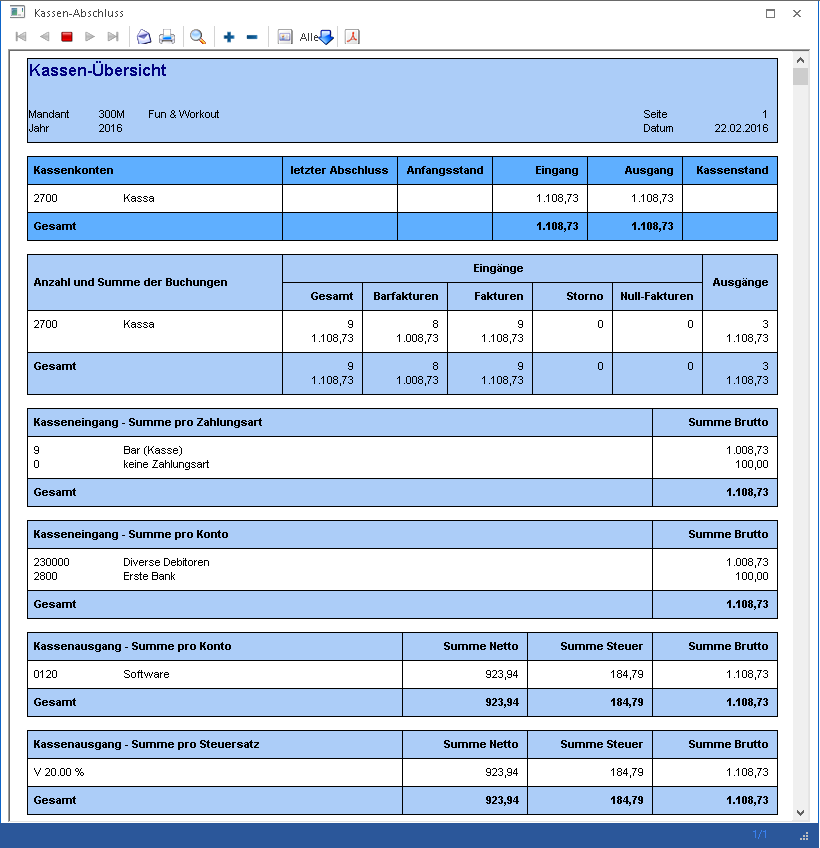 Kassen-Abschluss
Alle
Kassen-Übersicht
Mandant 300M Fun & Workout Seite 1
Jahr 2016 Datum 22.02.2016
Kassenkonten letzter Abschluss Anfangsstand Eingang Ausgang Kassenstand
2700 Kassa 1.108,73 1.108,73
Gesamt 1.108,73 1.108,73
Anzahl und Summe der Buchungen Eingänge Ausgänge
Gesamt Barfakturen Fakturen Storno Null-Fakturen
2700 Kassa 9 8 9 0 0 3
1.108,73 1.008,73 1.108,73 1.108,73
Gesamt 9 8 9 0 0 3
1.108,73 1.008,73 1.108,73 1.108,73
Kasseneingang - Summe pro Zahlungsart Summe Brutto
9 Bar (Kasse) 1.008,73
0 keine Zahlungsart 100,00
Gesamt 1.108,73
Kasseneingang - Summe pro Konto Summe Brutto
230000 Diverse Debitoren 1.008,73
2800 Erste Bank 100,00
Gesamt 1.108,73
Kassenausgang - Summe pro Konto Summe Netto Summe Steuer Summe Brutto
0120 Software 923,94 184,79 1.108,73
Gesamt 923,94 184,79 1.108,73
Kassenausgang - Summe pro Steuersatz Summe Netto Summe Steuer Summe Brutto
V 20.00 % 923,94 184,79 1.108,73
Gesamt 923,94 184,79 1.108,73
1/1